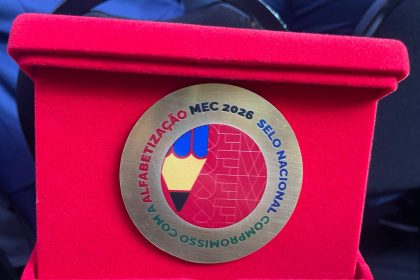 SELO NACIONAL COMPROMISSO COM A ALFABETIZAÇÃO MEC 2026